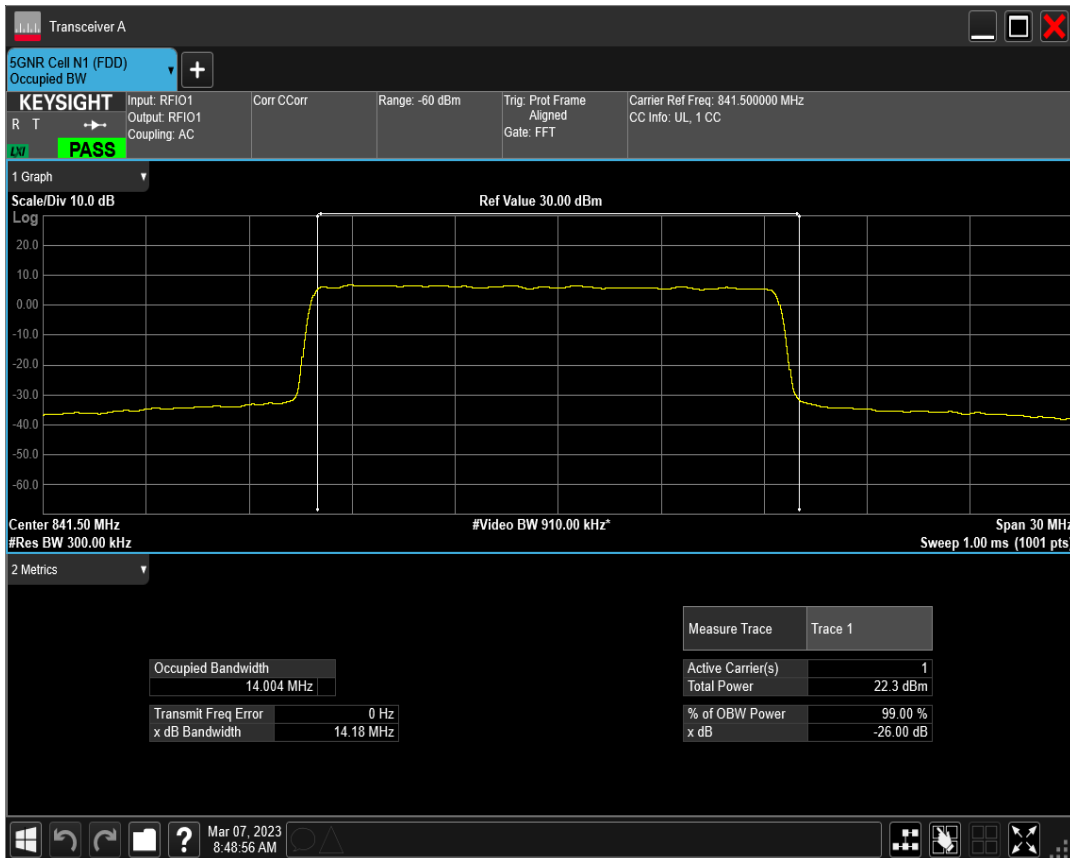 Transceiver A
5GNR Cell N1 (FDD)
Occupied BW
+
KEYSIGHT
R T
LXI
PASS
Input: RFIO1
Output: RFIO1
Coupling: AC
Corr CCorr
Range: -60 dBm
Trig: Prot Frame
Aligned
Gate: FFT
Carrier Ref Freq: 841.500000 MHz
CC Info: UL, 1 CC
1 Graph
Scale/Div 10.0 dB
Ref Value 30.00 dBm
Log
20.0
10.0
0.00
-10.0
-20.0
-30.0
-40.0
-50.0
-60.0
Center 841.50 MHz
#Video BW 910.00 kHz*
Span 30 MHz
#Res BW 300.00 kHz
Sweep 1.00 ms (1001 pts)
2 Metrics
Measure Trace Trace 1
Occupied Bandwidth
14.004 MHz
Active Carrier(s) 1
Total Power 22.3 dBm
Transmit Freq Error 0 Hz
x dB Bandwidth 14.18 MHz
% of OBW Power 99.00 %
x dB -26.00 dB
?
Mar 07, 2023
8:48:56 AM